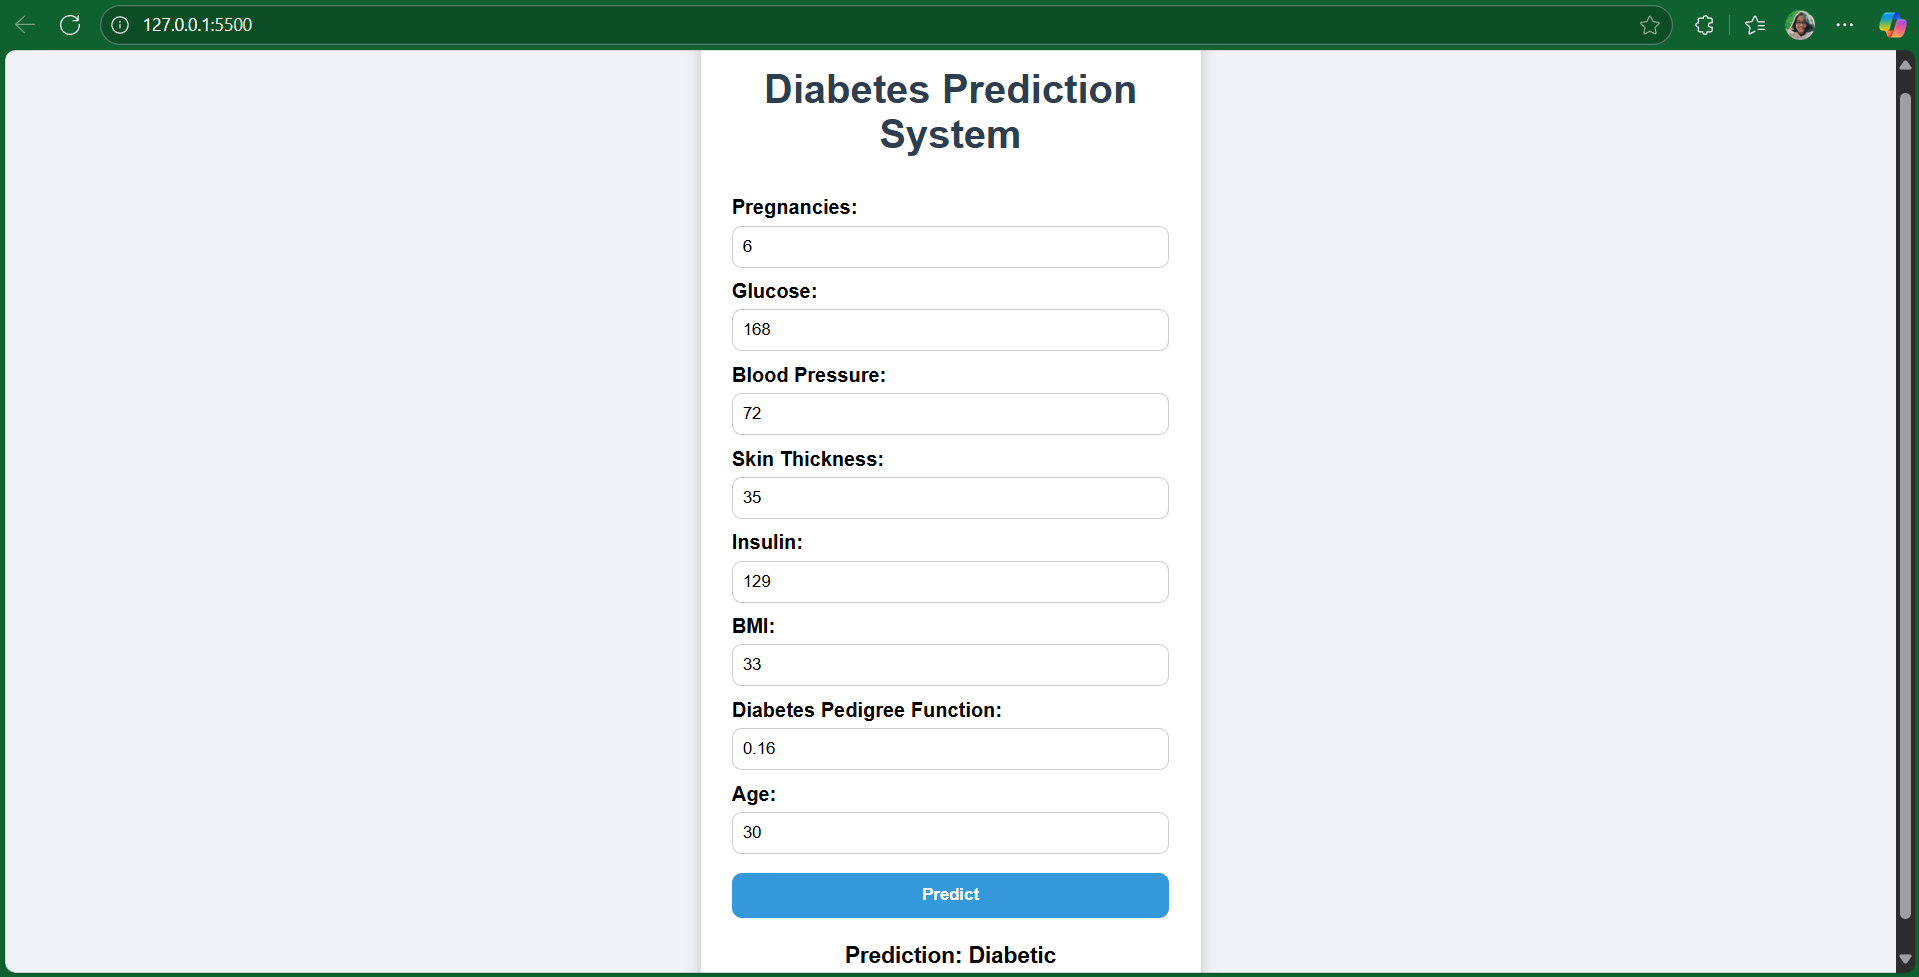 127.0.0.1:5500
Diabetes Prediction
System
Pregnancies:
6
Glucose:
168
Blood Pressure:
72
Skin Thickness:
35
Insulin:
129
BMI:
33
Diabetes Pedigree Function:
0.16
Age:
30
Predict
Prediction: Diabetic